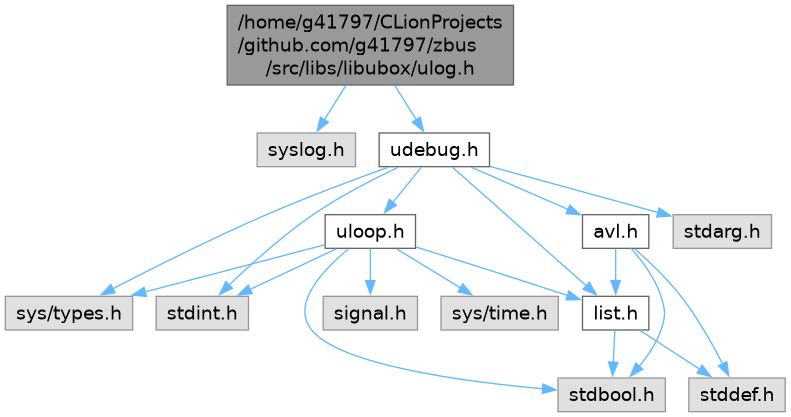 /home/g41797/CLionProjects
/github.com/g41797/zbus
/src/libs/libubox/ulog.h
syslog.h
udebug.h
uloop.h
avl.h
stdarg.h
sys/types.h
stdint.h
signal.h
sys/time.h
list.h
stdbool.h
stddef.h